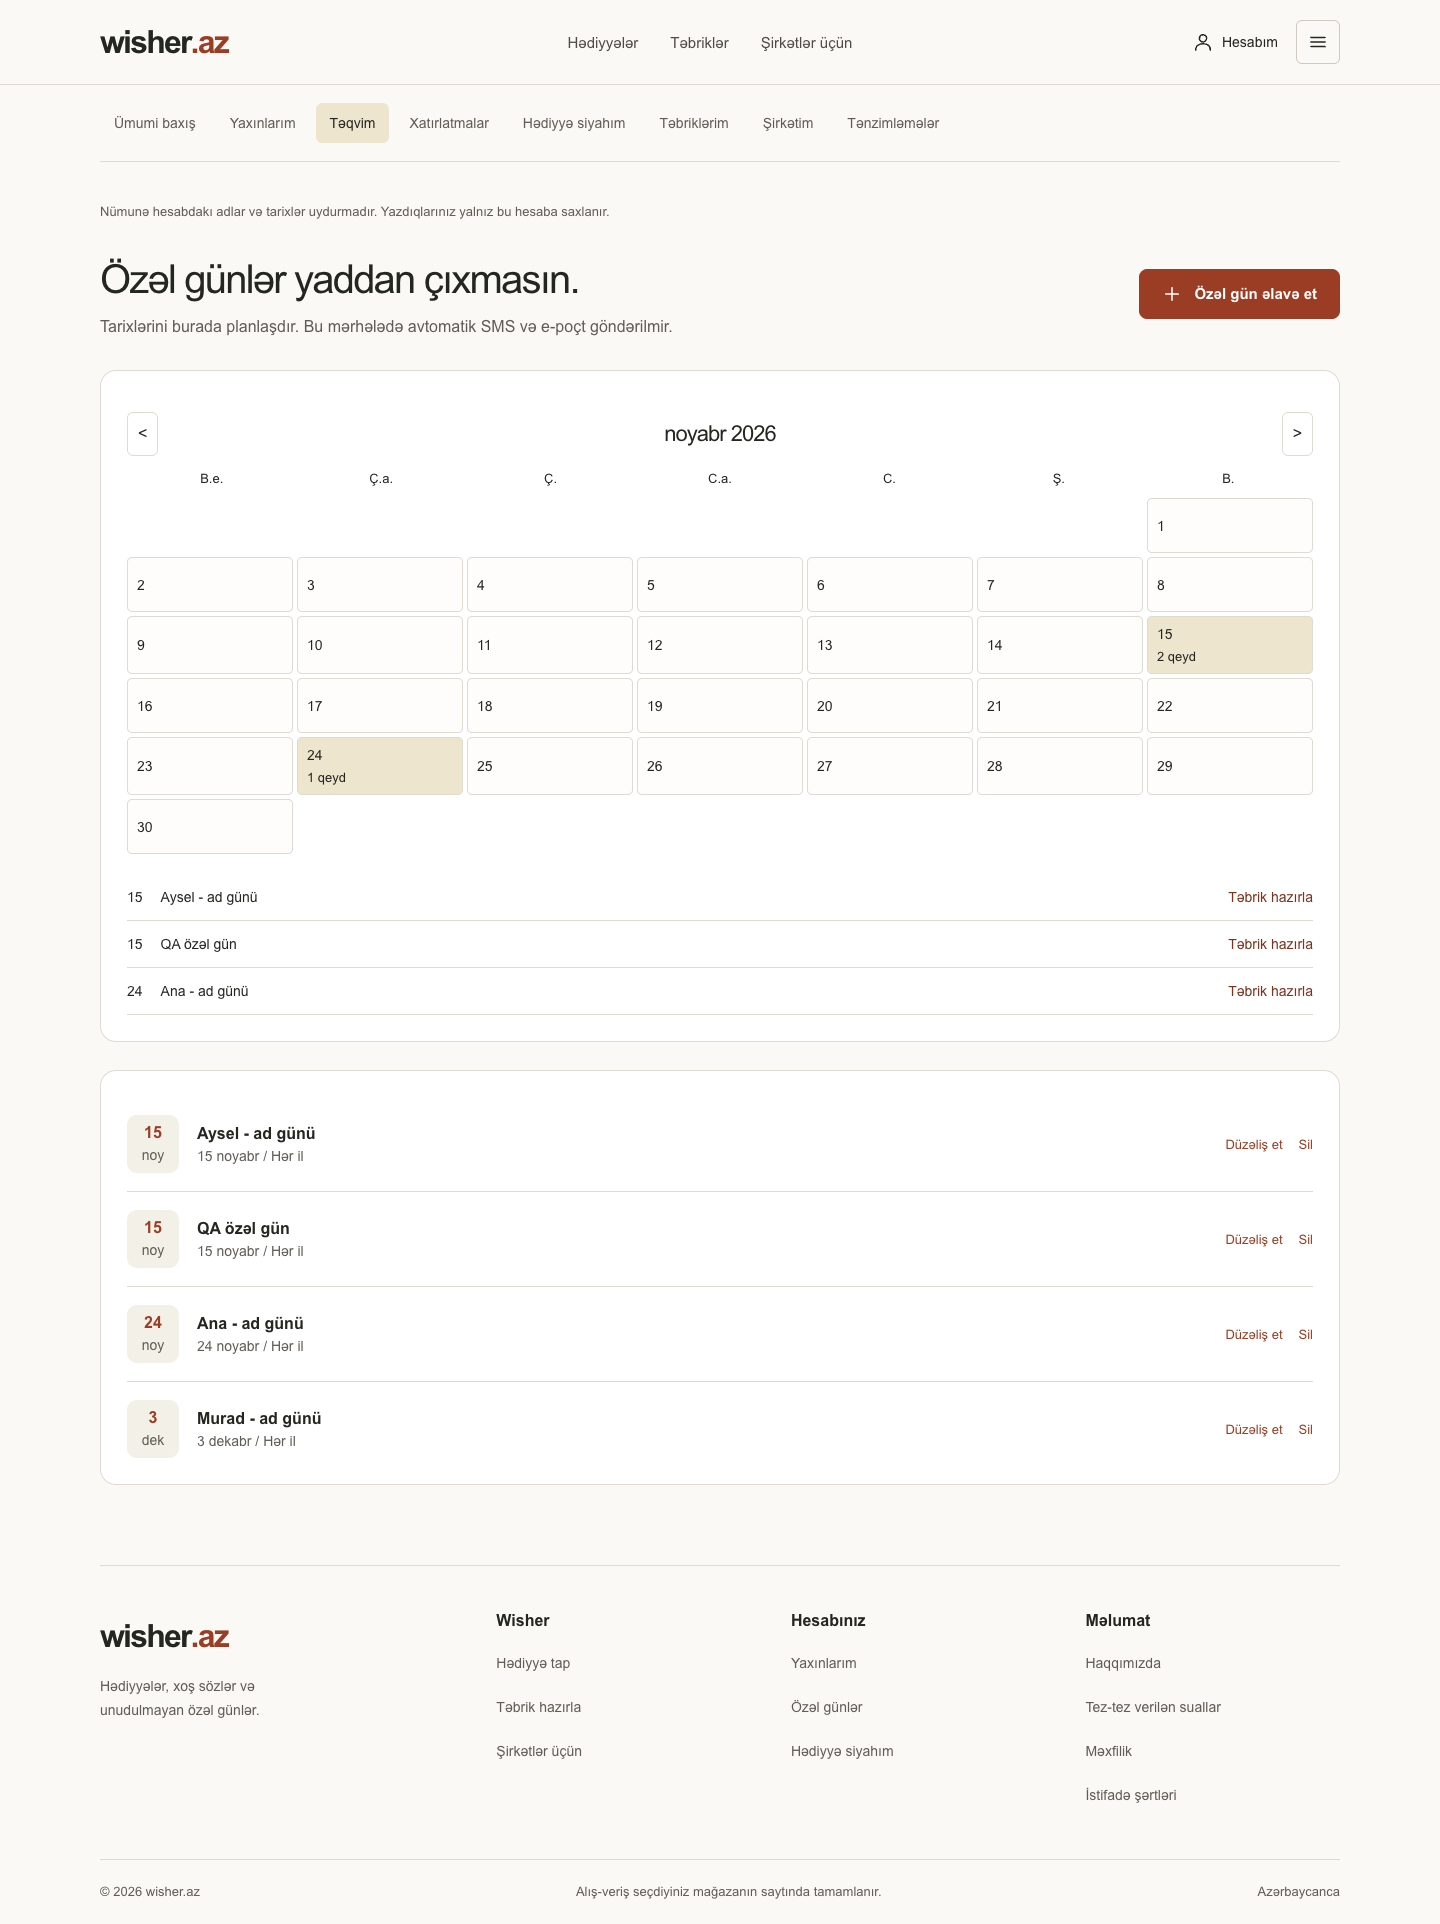 wisher.az
Hədiyyələr Təbriklər Şirkətlər üçün
Hesabım
Ümumi baxış Yaxınlarım Təqvim Xatırlatmalar Hədiyyə siyahım Təbriklərim Şirkətim Tənzimləmələr
Nümunə hesabdakı adlar və tarixlər uydurmadır. Yazdıqlarınız yalnız bu hesaba saxlanır.
Özəl günlər yaddan çıxmasın.
Tarixlərini burada planlaşdır. Bu mərhələdə avtomatik SMS və e-poçt göndərilmir.
+ Özəl gün əlavə et
< noyabr 2026 >
B.e. Ç.a. Ç. C.a. C. Ş. B.
1
2 3 4 5 6 7 8
9 10 11 12 13 14 15
2 qeyd
16 17 18 19 20 21 22
23 24 25 26 27 28 29
1 qeyd
30
15 Aysel - ad günü Təbrik hazırla
15 QA özəl gün Təbrik hazırla
24 Ana - ad günü Təbrik hazırla
15 noy
Aysel - ad günü
15 noyabr / Hər il
Düzəliş et Sil
15 noy
QA özəl gün
15 noyabr / Hər il
Düzəliş et Sil
24 noy
Ana - ad günü
24 noyabr / Hər il
Düzəliş et Sil
3 dek
Murad - ad günü
3 dekabr / Hər il
Düzəliş et Sil
wisher.az
Hədiyyələr, xoş sözlər və
unudulmayan özəl günlər.
Wisher
Hədiyyə tap
Təbrik hazırla
Şirkətlər üçün
Hesabınız
Yaxınlarım
Özəl günlər
Hədiyyə siyahım
Məlumat
Haqqımızda
Tez-tez verilən suallar
Məxfilik
İstifadə şərtləri
© 2026 wisher.az
Alış-veriş seçdiyiniz mağazanın saytında tamamlanır.
Azərbaycanca